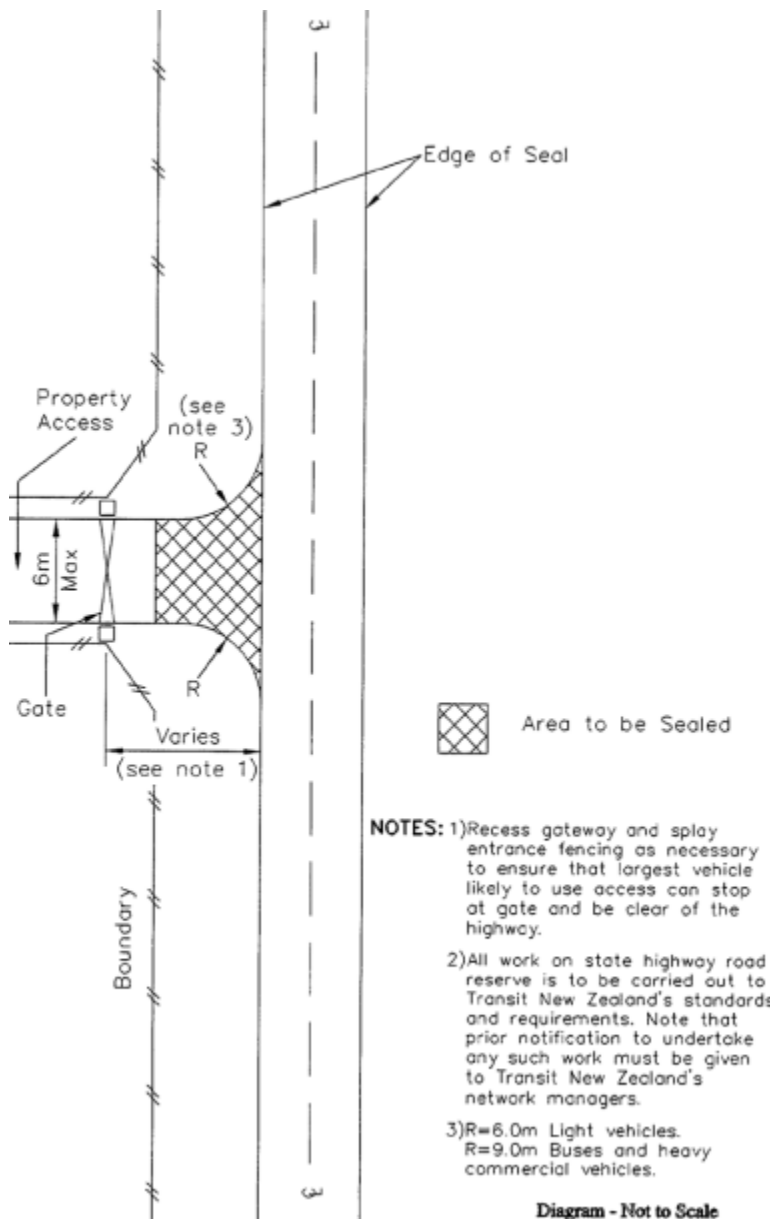 3
Edge of Seal
Property
Access
(see
note 3)
R
6m
Max
Gate
R
Varies
(see note 1)
Area to be Sealed
Boundary
NOTES: 1)Recess gateway and splay
entrance fencing as necessary
to ensure that largest vehicle
likely to use access can stop
at gate and be clear of the
highway.
2)All work on state highway road
reserve is to be carried out to
Transit New Zealand's standards
and requirements. Note that
prior notification to undertake
any such work must be given
to Transit New Zealand's
network managers.
3)R=6.0m Light vehicles.
R=9.0m Buses and heavy
commercial vehicles.
3
Diagram - Not to Scale